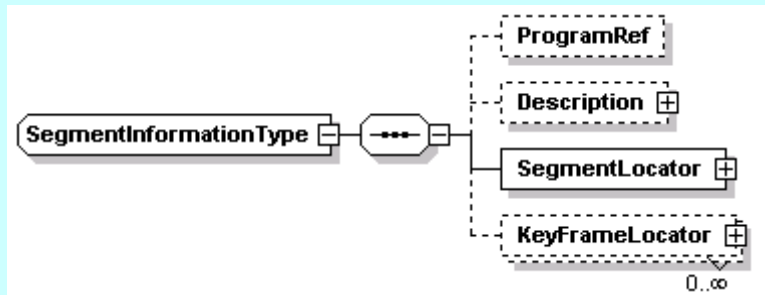 ProgramRef
Description
SegmentInformationType
SegmentLocator
KeyFrameLocator
0..∞